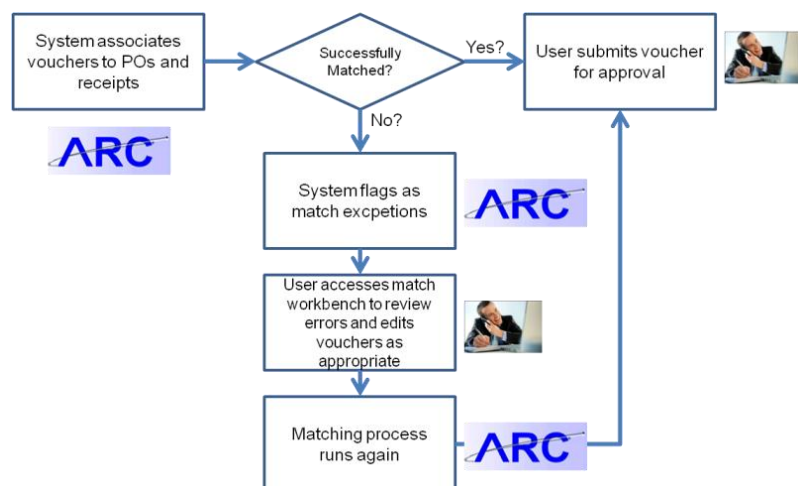 System associates
vouchers to POs and
receipts
Successfully
Matched?
Yes?
User submits voucher
for approval
No?
ARC
System flags as
match excpetions
ARC
User accesses match
workbench to review
errors and edits
vouchers as
appropriate
Matching process
runs again
ARC